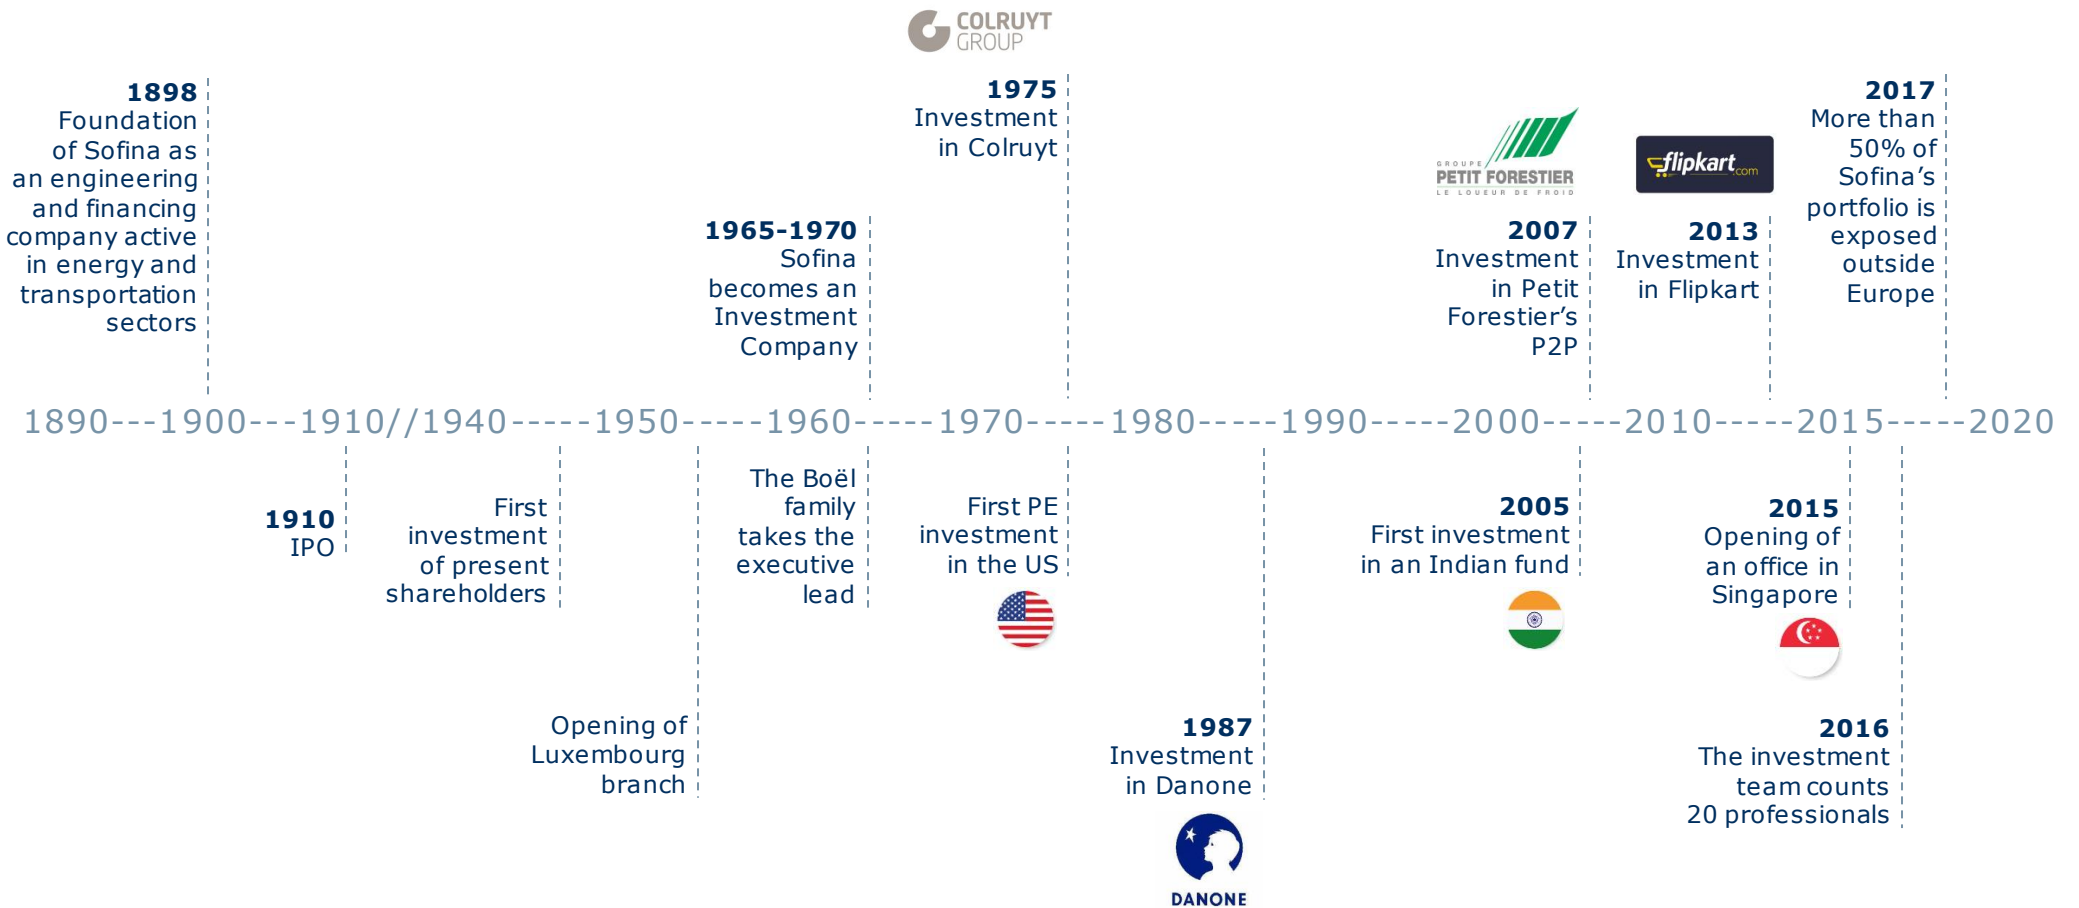 COLRUYT
GROUP
1898
Foundation
of Sofina as
an engineering
and financing
company active
in energy and
transportation
sectors
1965-1970
Sofina
becomes an
Investment
Company
1975
Investment
in Colruyt
GROUPE
PETIT FORESTIER
LE LOUEUR DE FROID
2007
Investment
in Petit
Forestier’s
P2P
flipkart.com
2013
Investment
in Flipkart
2017
More than
50% of
Sofina’s
portfolio is
exposed
outside
Europe
1890---1900---1910//1940-----1950-----1960-----1970-----1980-----1990-----2000-----2010-----2015-----2020
1910
IPO
First
investment
of present
shareholders
Opening of
Luxembourg
branch
The Boël
family
takes the
executive
lead
First PE
investment
in the US
1987
Investment
in Danone
DANONE
2005
First investment
in an Indian fund
2015
Opening of
an office in
Singapore
2016
The investment
team counts
20 professionals